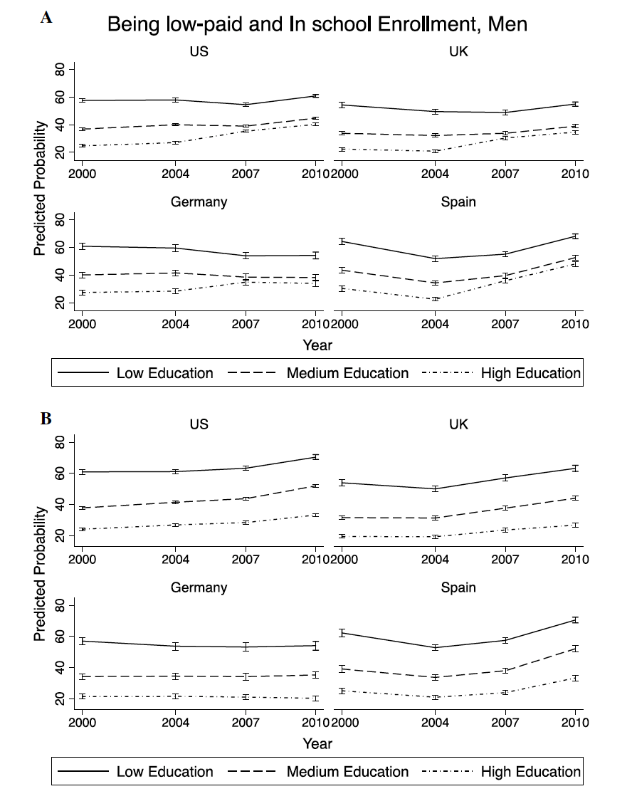 A
Being low-paid and In school Enrollment, Men
US UK
Predicted Probability
80
60
40
20
2000 2004 2007 2010 2000 2004 2007 2010
Germany Spain
80
60
40
20
2000 2004 2007 2010 2000 2004 2007 2010
Year
Low Education Medium Education High Education
B
US UK
Predicted Probability
80
60
40
20
2000 2004 2007 2010 2000 2004 2007 2010
Germany Spain
80
60
40
20
2000 2004 2007 2010 2000 2004 2007 2010
Year
Low Education Medium Education High Education